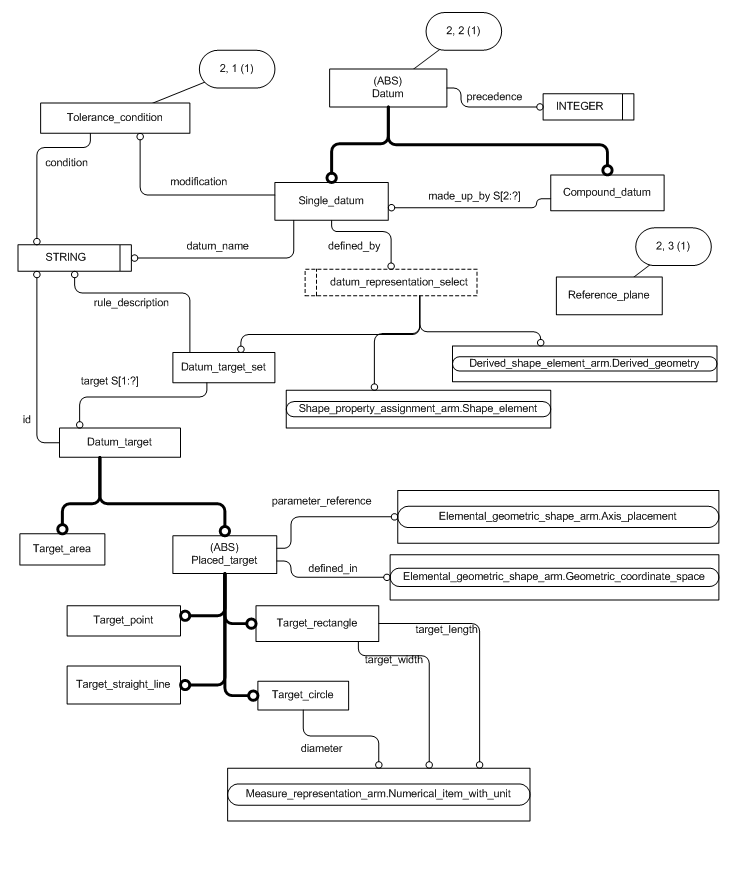 2, 2 (1)
2, 1 (1)
(ABS)
Datum
precedence
INTEGER
Tolerance_condition
condition
modification
Single_datum
made_up_by S[2:?]
Compound_datum
datum_name
defined_by
2, 3 (1)
STRING
datum_representation_select
Reference_plane
rule_description
Datum_target_set
Derived_shape_element_arm.Derived_geometry
target S[1:?]
Shape_property_assignment_arm.Shape_element
id
Datum_target
parameter_reference
Elemental_geometric_shape_arm.Axis_placement
Target_area
(ABS)
Placed_target
defined_in
Elemental_geometric_shape_arm.Geometric_coordinate_space
Target_point
Target_rectangle
target_length
target_width
Target_straight_line
Target_circle
diameter
Measure_representation_arm.Numerical_item_with_unit